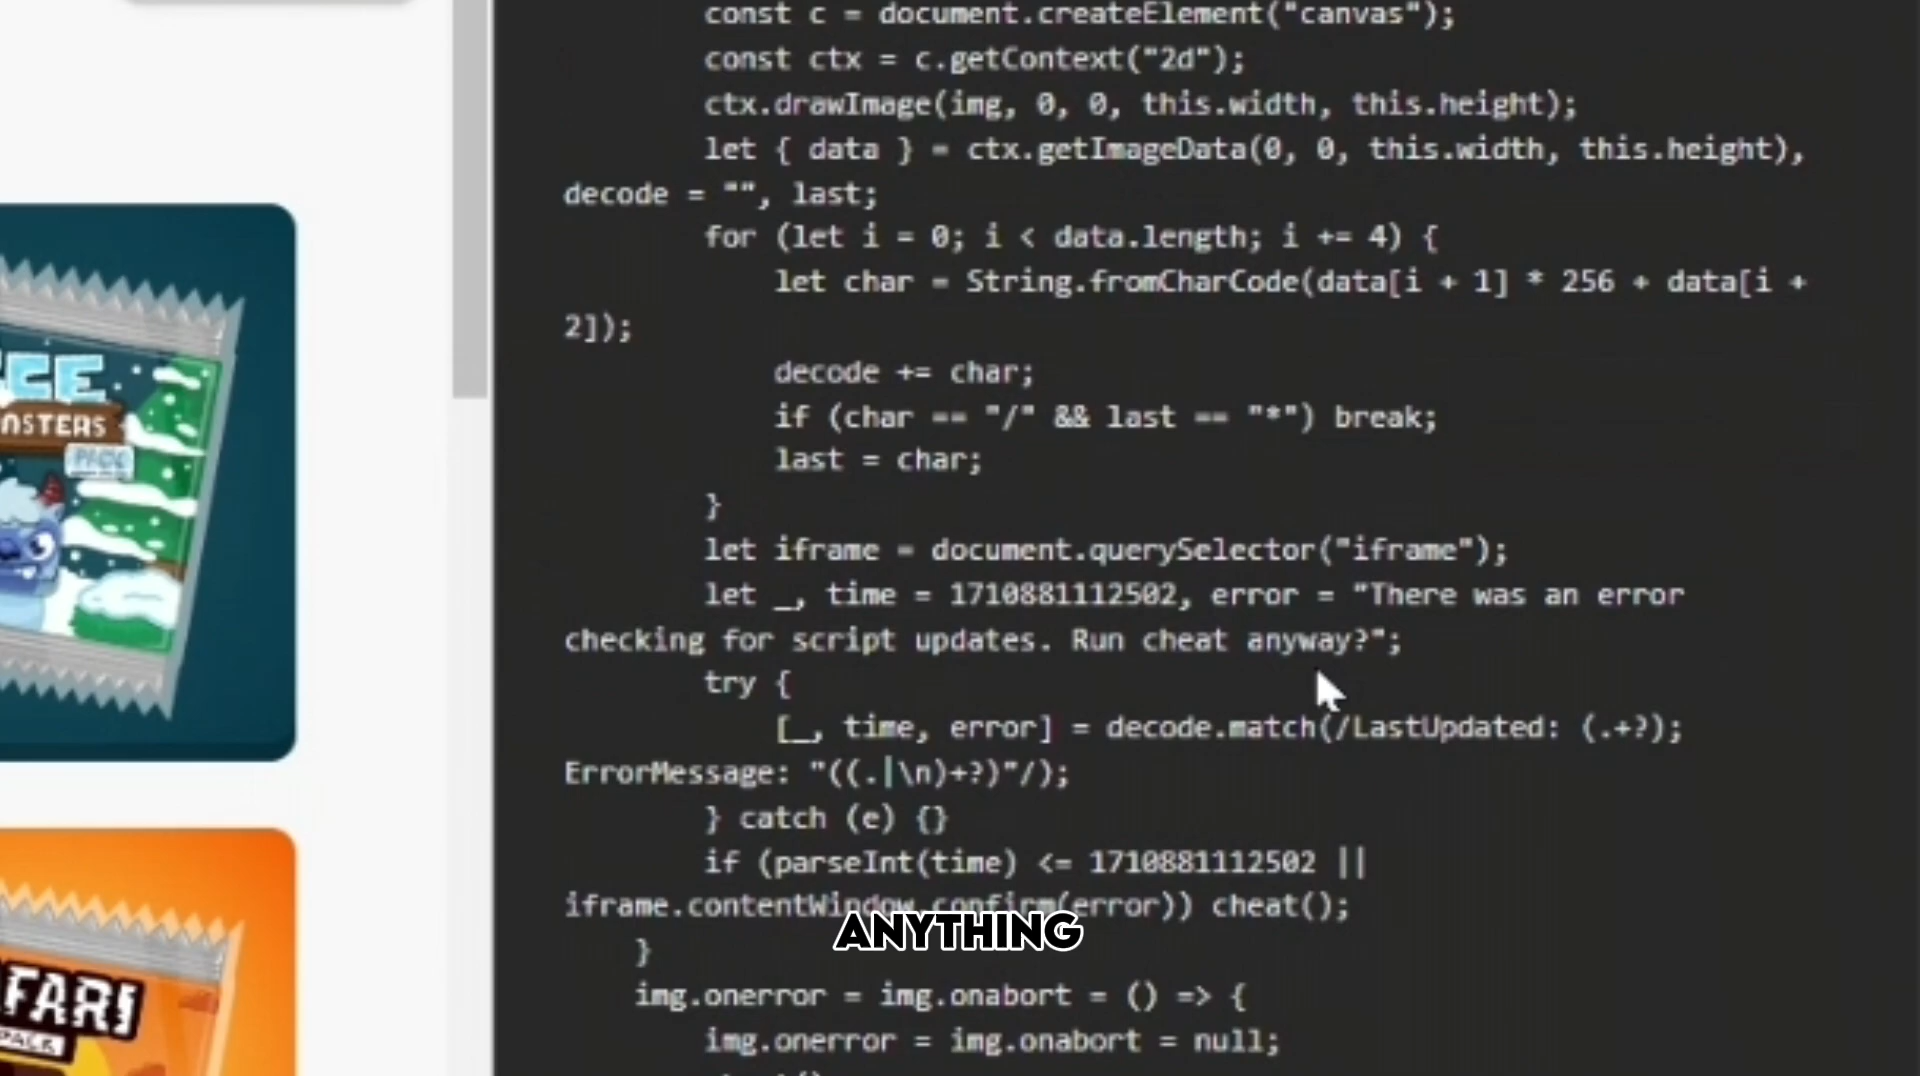 const c = document.createElement("canvas");
const ctx = c.getContext("2d");
ctx.drawImage(img, 0, 0, this.width, this.height);
let { data } = ctx.getImageData(0, 0, this.width, this.height),
decode = "", last;
for (let i = 0; i < data.length; i += 4) {
let char = String.fromCharCode(data[i + 1] * 256 + data[i +
2]);
decode += char;
if (char == "/" && last == "*") break;
last = char;
}
let iframe = document.querySelector("iframe");
let _, time = 1710881112502, error = "There was an error
checking for script updates. Run cheat anyway?";
try {
[_, time, error] = decode.match(/LastUpdated: (.+?);
ErrorMessage: "((.|\n)+?)"/);
} catch (e) {}
if (parseInt(time) <= 1710881112502 ||
iframe.contentWindow.confirm(error)) cheat();
}
img.onerror = img.onabort = () => {
img.onerror = img.onabort = null;
ANYTHING
PACK
PACK